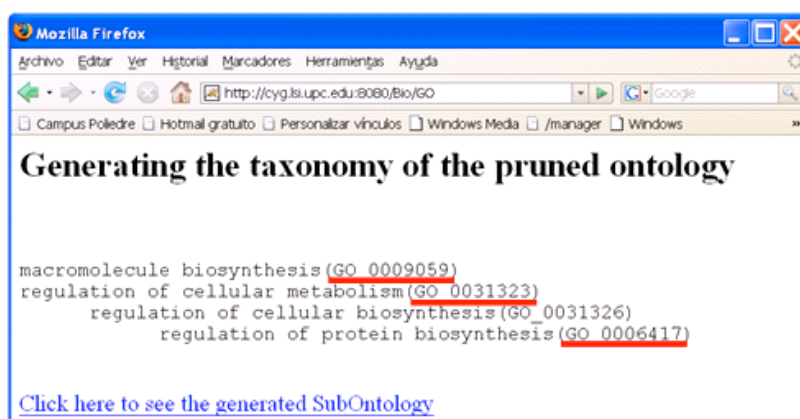 Mozilla Firefox
Archivo Editar Ver Historial Marcadores Herramientas Ayuda
http://cyg.lsi.upc.edu:8080/Bio/GO G Google
Campus Poliedre Hotmail gratuito Personalizar vínculos Windows Media /manager Windows »
Generating the taxonomy of the pruned ontology
macromolecule biosynthesis(GO_0009059)
regulation of cellular metabolism(GO_0031323)
regulation of cellular biosynthesis(GO_0031326)
regulation of protein biosynthesis(GO_0006417)
Click here to see the generated SubOntology